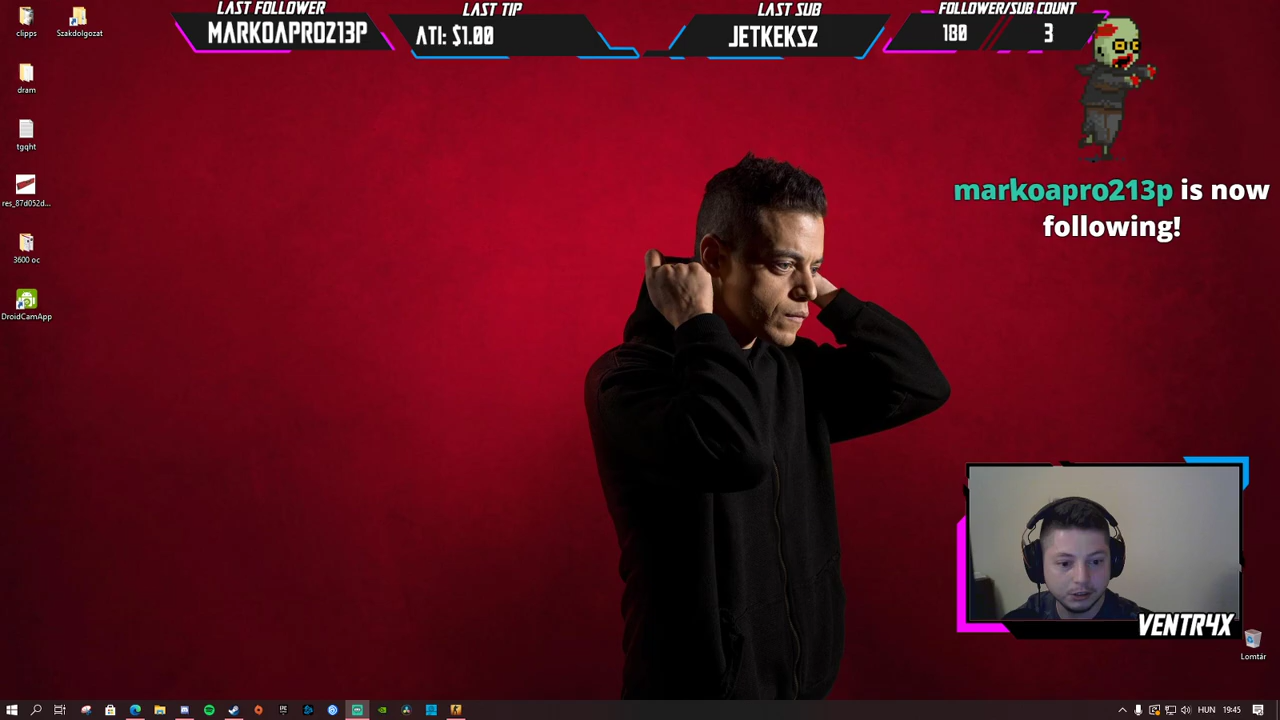 LAST FOLLOWER
MARKOAPRO213P
LAST TIP
ATI: $1.00
LAST SUB
JETKEKSZ
FOLLOWER/SUB COUNT
180
3
markoapro213p is now
following!
clipps
Szakdolgozat
dram
tgqht
res_87d052d...
3600 oc
DroidCamApp
VENTR4X
Lomtár
HUN
19:45